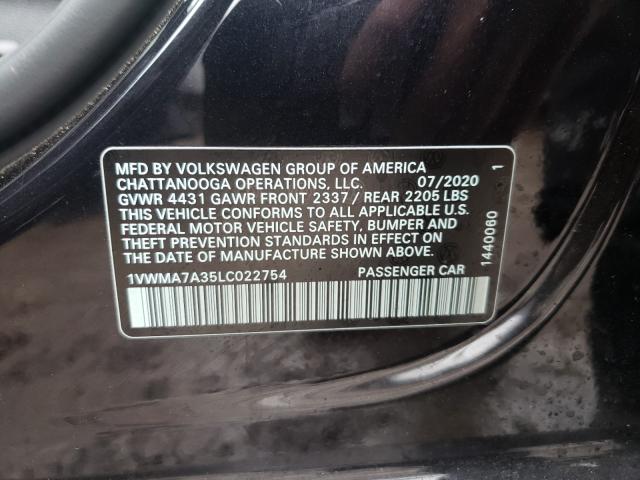 MFD BY VOLKSWAGEN GROUP OF AMERICA
CHATTANOOGA OPERATIONS, LLC. 07/2020
GVWR 4431 GAWR FRONT 2337 / REAR 2205 LBS
THIS VEHICLE CONFORMS TO ALL APPLICABLE U.S.
FEDERAL MOTOR VEHICLE SAFETY, BUMPER AND
THEFT PREVENTION STANDARDS IN EFFECT ON
THE DATE OF MANUFACTURE SHOWN ABOVE.
1VWMA7A35LC022754 PASSENGER CAR
1440060 1